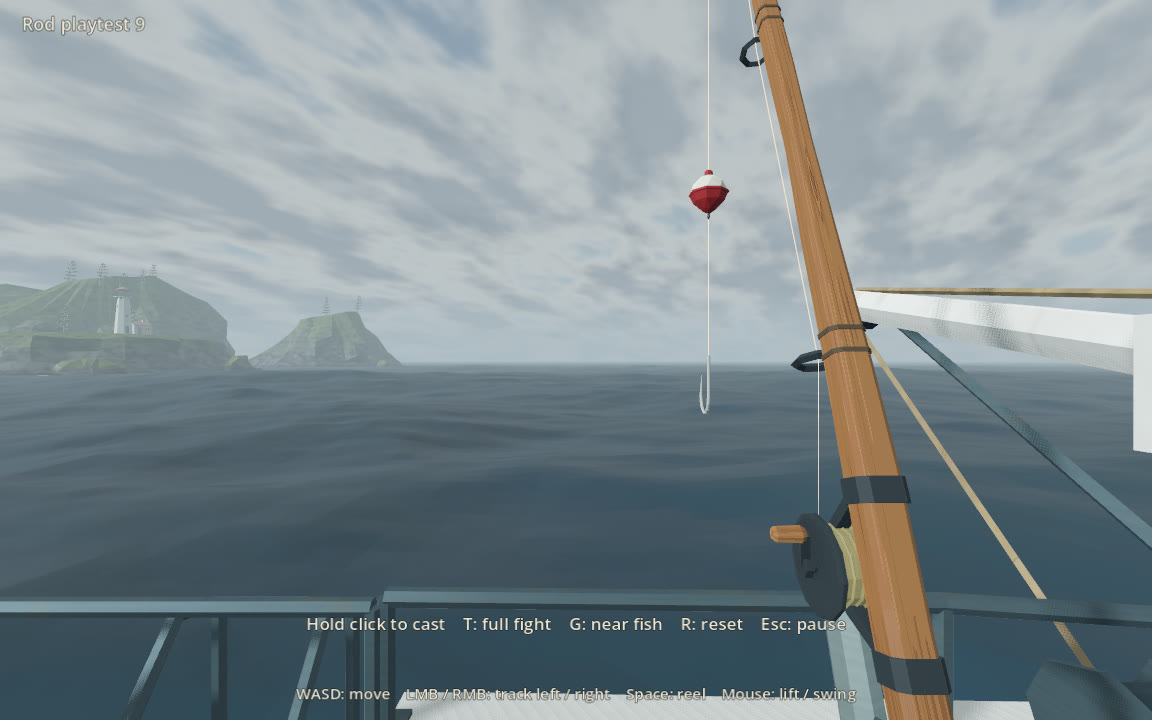 Rod playtest 9
Hold click to cast    T: full fight    G: near fish    R: reset    Esc: pause
WASD: move    LMB / RMB: track left / right    Space: reel    Mouse: lift / swing